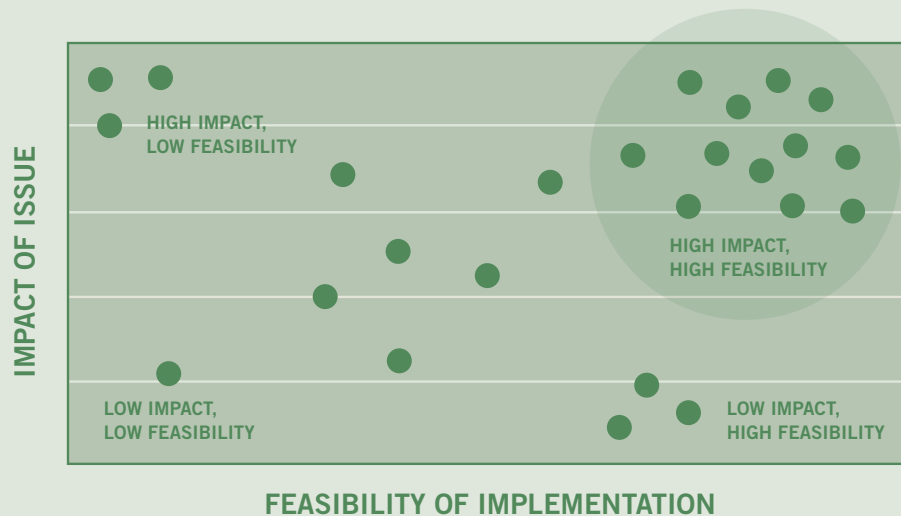 HIGH IMPACT,
LOW FEASIBILITY
IMPACT OF ISSUE
HIGH IMPACT,
HIGH FEASIBILITY
LOW IMPACT,
LOW FEASIBILITY
LOW IMPACT,
HIGH FEASIBILITY
FEASIBILITY OF IMPLEMENTATION